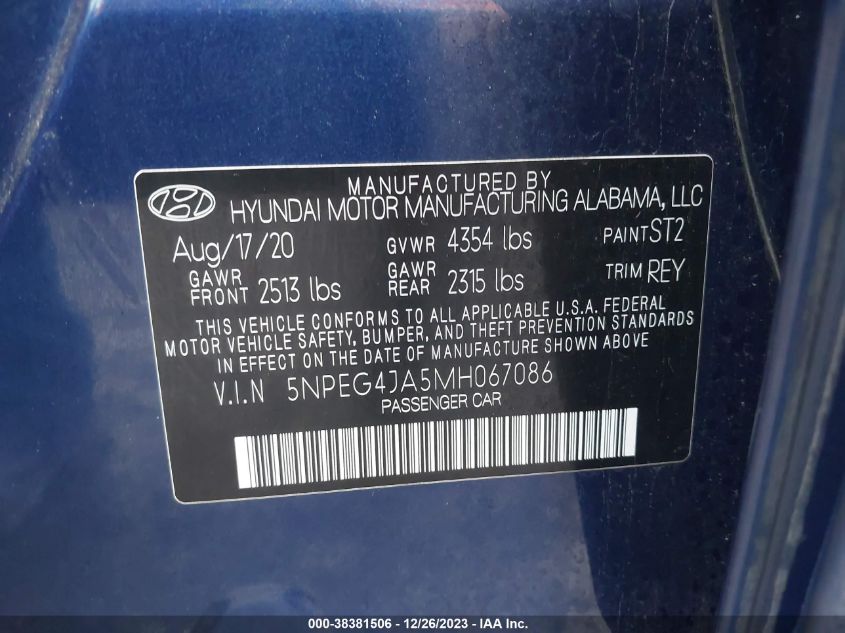 MANUFACTURED BY
HYUNDAI MOTOR MANUFACTURING ALABAMA, LLC
Aug/17/20 GVWR 4354 lbs PAINT ST2
GAWR FRONT 2513 lbs GAWR REAR 2315 lbs TRIM REY
THIS VEHICLE CONFORMS TO ALL APPLICABLE U.S.A. FEDERAL
MOTOR VEHICLE SAFETY, BUMPER, AND THEFT PREVENTION STANDARDS
IN EFFECT ON THE DATE OF MANUFACTURE SHOWN ABOVE
V.I.N 5NPEG4JA5MH067086
PASSENGER CAR
000-38381506 - 12/26/2023 - IAA Inc.